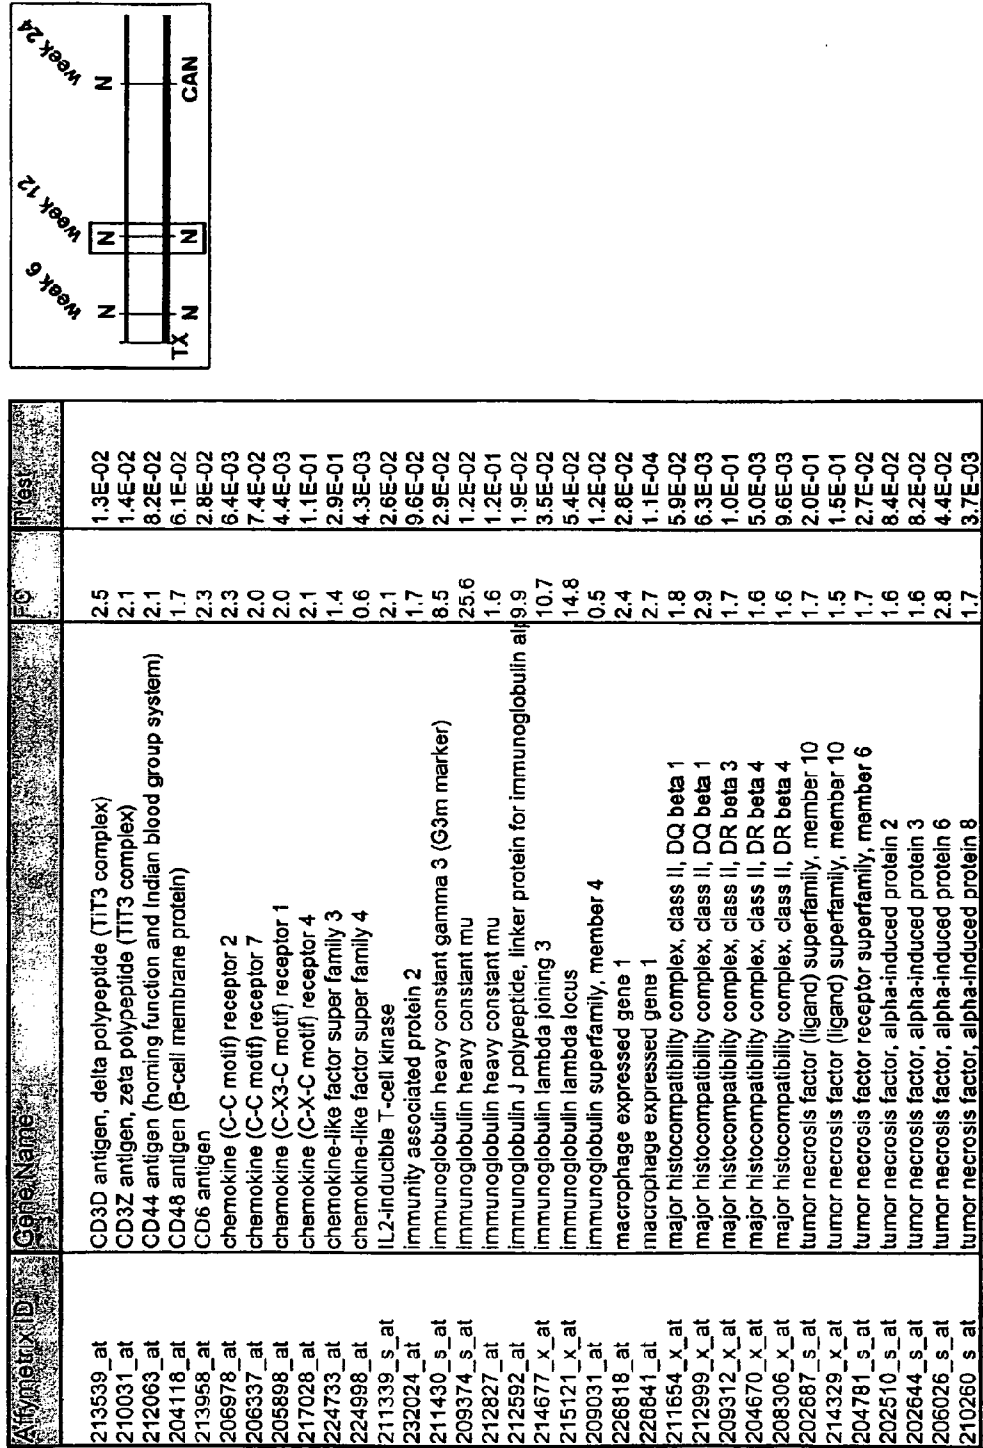 Affymetrix ID Gene Name FC T-test
213539_at CD3D antigen, delta polypeptide (TiT3 complex) 2.5 1.3E-02
210031_at CD3Z antigen, zeta polypeptide (TiT3 complex) 2.1 1.4E-02
212063_at CD44 antigen (homing function and Indian blood group system) 2.1 8.2E-02
204118_at CD48 antigen (B-cell membrane protein) 1.7 6.1E-02
213958_at CD6 antigen 2.3 2.8E-02
206978_at chemokine (C-C motif) receptor 2 2.3 6.4E-03
206337_at chemokine (C-C motif) receptor 7 2.0 7.4E-02
205898_at chemokine (C-X3-C motif) receptor 1 2.0 4.4E-03
217028_at chemokine (C-X-C motif) receptor 4 2.1 1.1E-01
224733_at chemokine-like factor super family 3 1.4 2.9E-01
224998_at chemokine-like factor super family 4 0.6 4.3E-03
211339_s_at IL2-inducible T-cell kinase 2.1 2.6E-02
232024_at immunity associated protein 2 1.7 9.6E-02
211430_s_at immunoglobulin heavy constant gamma 3 (G3m marker) 8.5 2.9E-02
209374_s_at immunoglobulin heavy constant mu 25.6 1.2E-02
212827_at immunoglobulin heavy constant mu 1.6 1.2E-01
212592_at immunoglobulin J polypeptide, linker protein for immunoglobulin alp 9.9 1.9E-02
214677_x_at immunoglobulin lambda joining 3 10.7 3.5E-02
215121_x_at immunoglobulin lambda locus 14.8 5.4E-02
209031_at immunoglobulin superfamily, member 4 0.5 1.2E-02
226818_at macrophage expressed gene 1 2.4 2.8E-02
226841_at macrophage expressed gene 1 2.7 1.1E-04
211654_x_at major histocompatibility complex, class II, DQ beta 1 1.8 5.9E-02
212999_x_at major histocompatibility complex, class II, DQ beta 1 2.9 6.3E-03
209312_x_at major histocompatibility complex, class II, DR beta 3 1.7 1.0E-01
204670_x_at major histocompatibility complex, class II, DR beta 4 1.6 5.0E-03
208306_x_at major histocompatibility complex, class II, DR beta 4 1.6 9.6E-03
202687_s_at tumor necrosis factor (ligand) superfamily, member 10 1.7 2.0E-01
214329_x_at tumor necrosis factor (ligand) superfamily, member 10 1.5 1.5E-01
204781_s_at tumor necrosis factor receptor superfamily, member 6 1.7 2.7E-02
202510_s_at tumor necrosis factor, alpha-induced protein 2 1.6 8.4E-02
202644_s_at tumor necrosis factor, alpha-induced protein 3 1.6 8.2E-02
206026_s_at tumor necrosis factor, alpha-induced protein 6 2.8 4.4E-02
210260_s_at tumor necrosis factor, alpha-induced protein 8 1.7 3.7E-03
week 6 week 12 week 24
N N N
TX
N N CAN